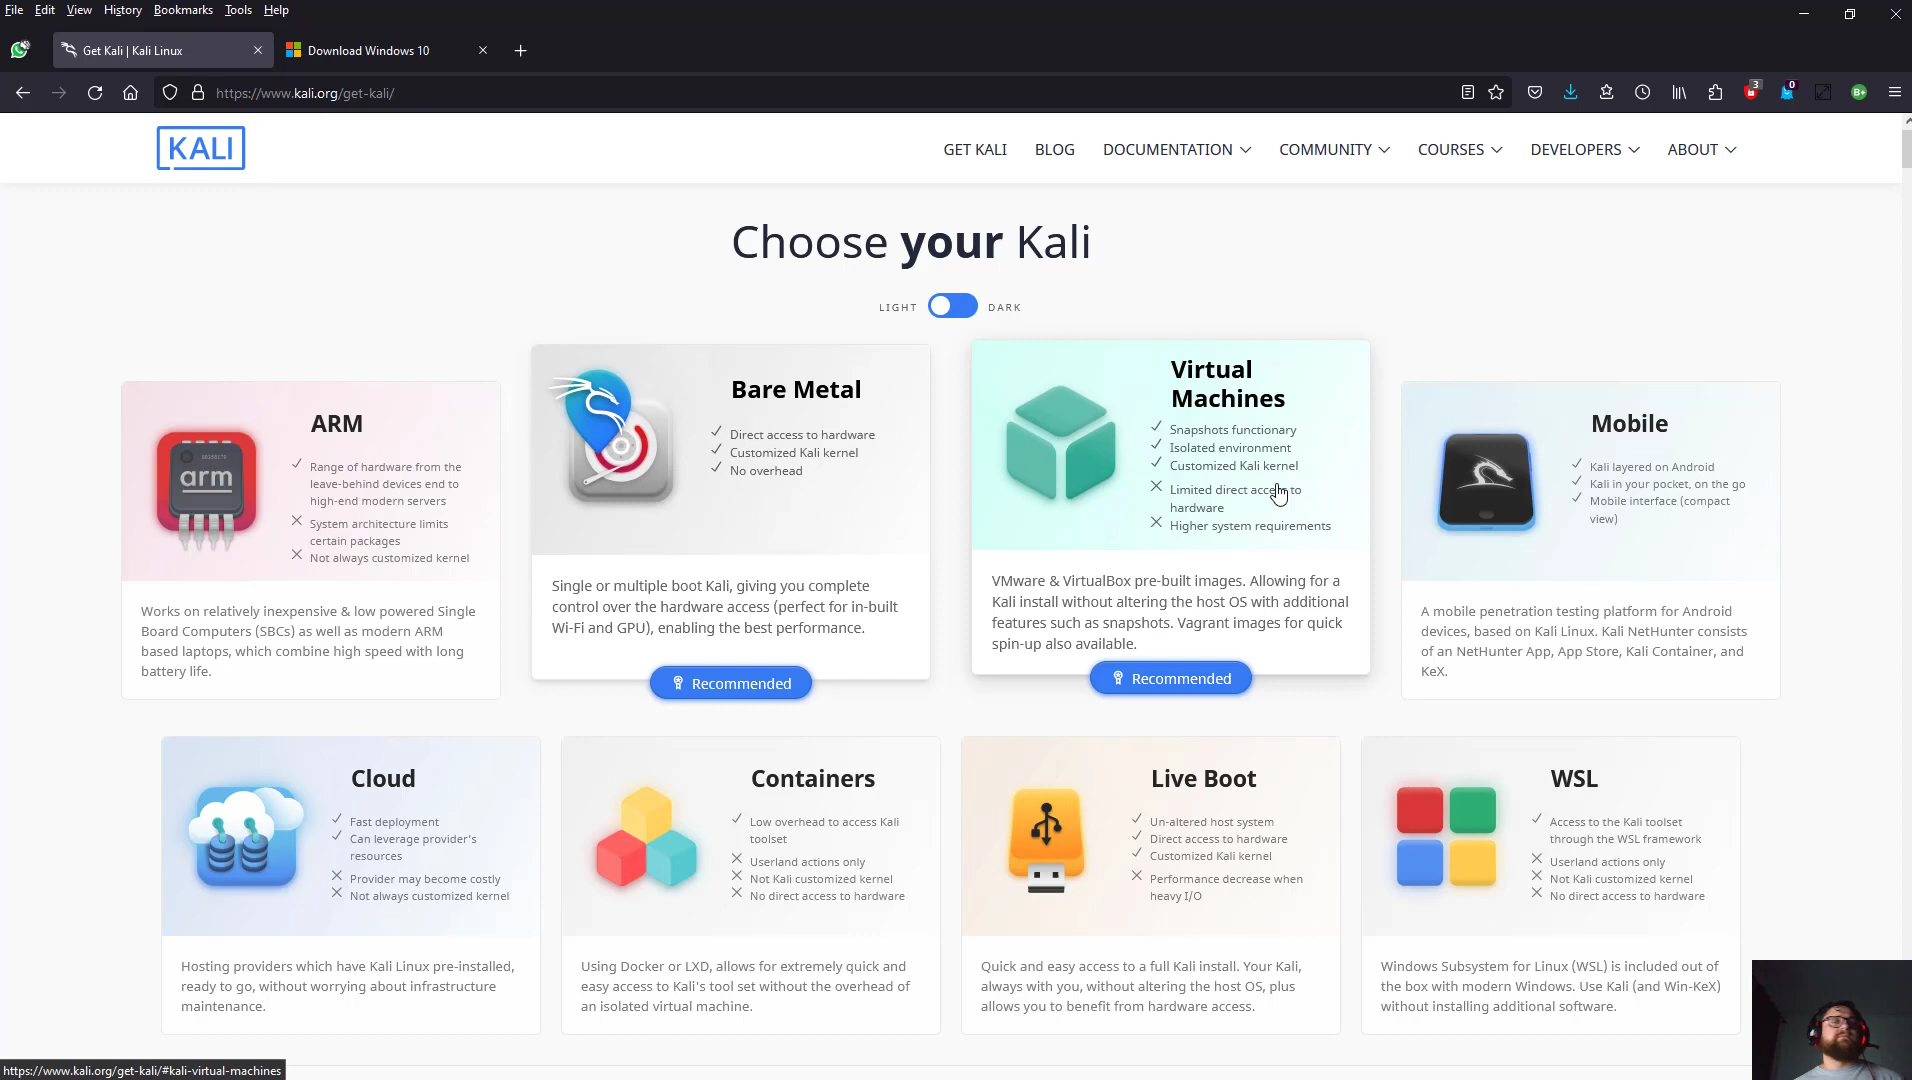 File Edit View History Bookmarks Tools Help
Get Kali | Kali Linux
Download Windows 10
https://www.kali.org/get-kali/
3
0
B+
KALI
GET KALI
BLOG
DOCUMENTATION
COMMUNITY
COURSES
DEVELOPERS
ABOUT
Choose your Kali
LIGHT
DARK
ARM
arm
Range of hardware from the
leave-behind devices end to
high-end modern servers
System architecture limits
certain packages
Not always customized kernel
Works on relatively inexpensive & low powered Single
Board Computers (SBCs) as well as modern ARM
based laptops, which combine high speed with long
battery life.
Bare Metal
Direct access to hardware
Customized Kali kernel
No overhead
Single or multiple boot Kali, giving you complete
control over the hardware access (perfect for in-built
Wi-Fi and GPU), enabling the best performance.
Recommended
Virtual
Machines
Snapshots functionary
Isolated environment
Customized Kali kernel
Limited direct access to
hardware
Higher system requirements
VMware & VirtualBox pre-built images. Allowing for a
Kali install without altering the host OS with additional
features such as snapshots. Vagrant images for quick
spin-up also available.
Recommended
Mobile
Kali layered on Android
Kali in your pocket, on the go
Mobile interface (compact
view)
A mobile penetration testing platform for Android
devices, based on Kali Linux. Kali NetHunter consists
of an NetHunter App, App Store, Kali Container, and
KeX.
Cloud
Fast deployment
Can leverage provider's
resources
Provider may become costly
Not always customized kernel
Hosting providers which have Kali Linux pre-installed,
ready to go, without worrying about infrastructure
maintenance.
Containers
Low overhead to access Kali
toolset
Userland actions only
Not Kali customized kernel
No direct access to hardware
Using Docker or LXD, allows for extremely quick and
easy access to Kali's tool set without the overhead of
an isolated virtual machine.
Live Boot
Un-altered host system
Direct access to hardware
Customized Kali kernel
Performance decrease when
heavy I/O
Quick and easy access to a full Kali install. Your Kali,
always with you, without altering the host OS, plus
allows you to benefit from hardware access.
WSL
Access to the Kali toolset
through the WSL framework
Userland actions only
Not Kali customized kernel
No direct access to hardware
Windows Subsystem for Linux (WSL) is included out of
the box with modern Windows. Use Kali (and Win-KeX)
without installing additional software.
https://www.kali.org/get-kali/#kali-virtual-machines